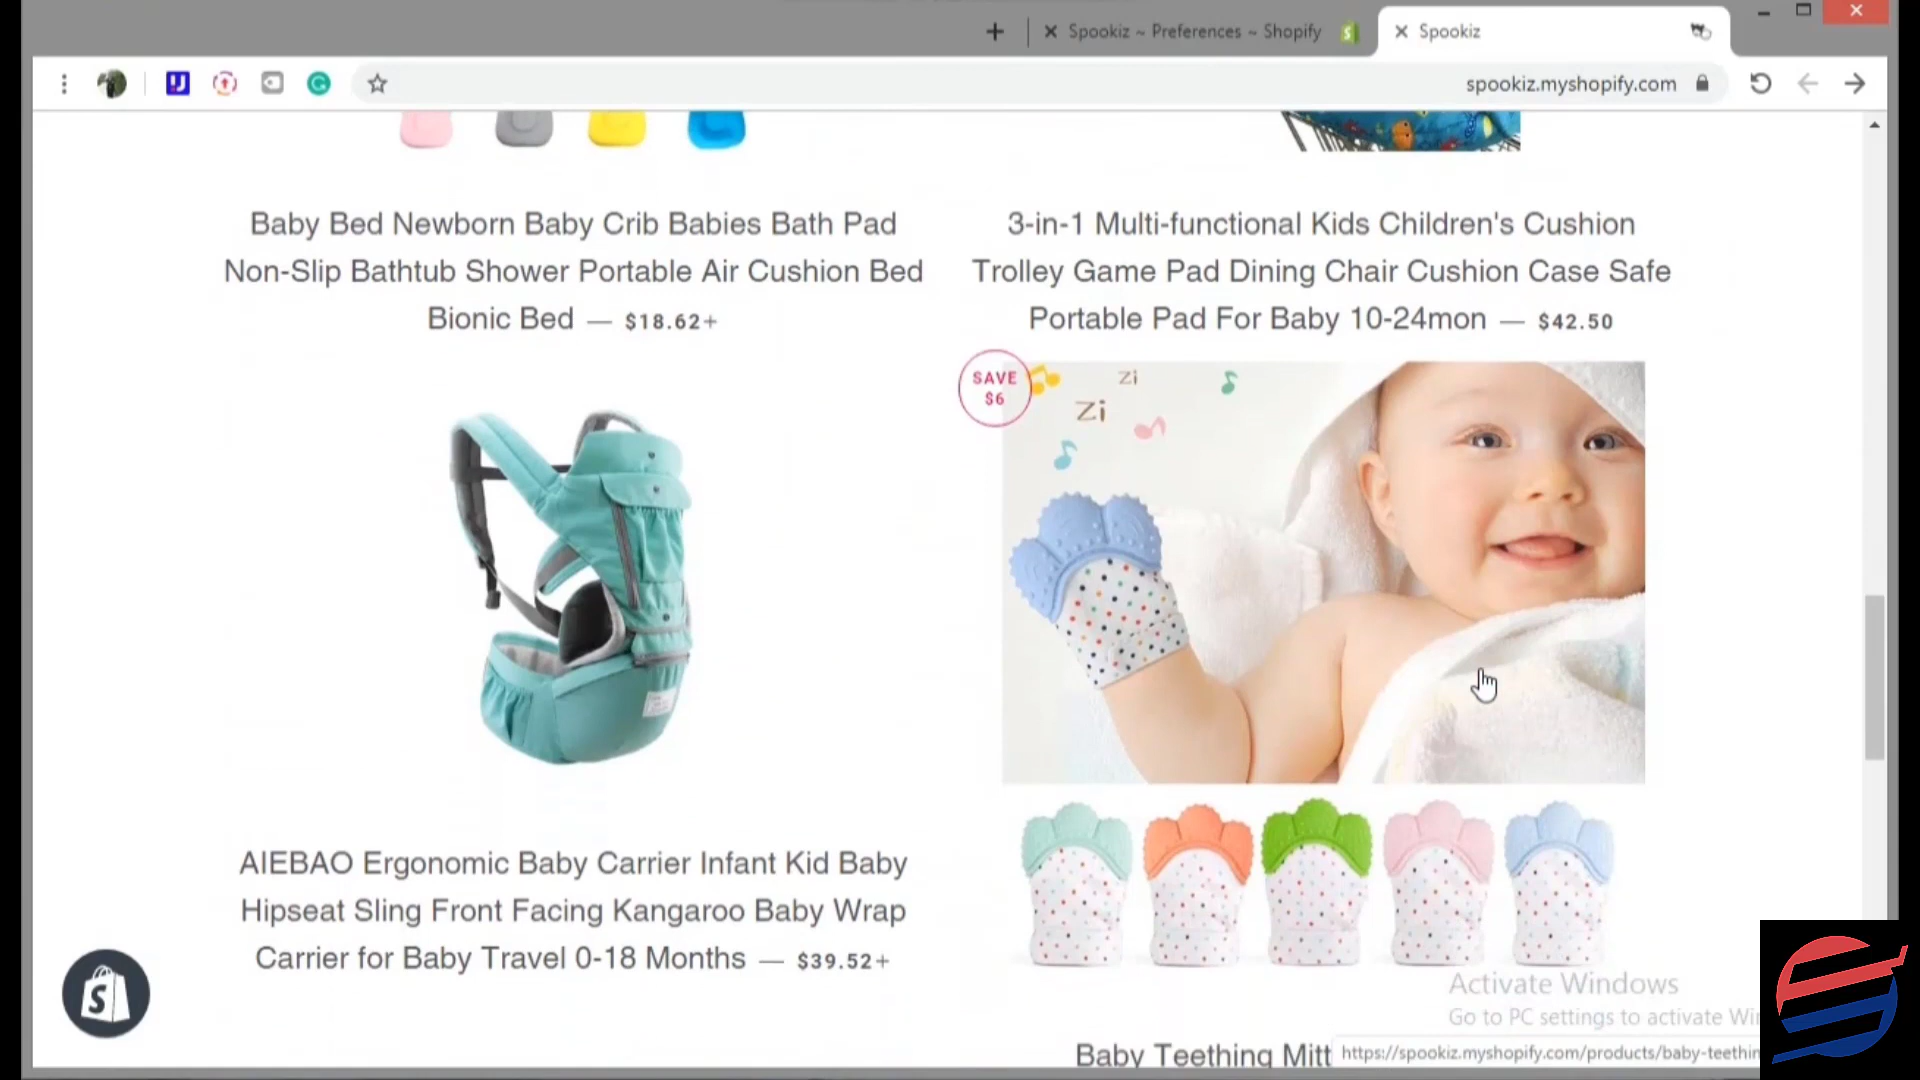 Spookiz ~ Preferences ~ Shopify
Spookiz
spookiz.myshopify.com
Baby Bed Newborn Baby Crib Babies Bath Pad
Non-Slip Bathtub Shower Portable Air Cushion Bed
Bionic Bed — $18.62+
3-in-1 Multi-functional Kids Children's Cushion
Trolley Game Pad Dining Chair Cushion Case Safe
Portable Pad For Baby 10-24mon — $42.50
SAVE
$6
Zi
Zi
AIEBAO Ergonomic Baby Carrier Infant Kid Baby
Hipseat Sling Front Facing Kangaroo Baby Wrap
Carrier for Baby Travel 0-18 Months — $39.52+
Activate Windows
Go to PC settings to activate Wi
Baby Teething Mitt
https://spookiz.myshopify.com/products/baby-teethin